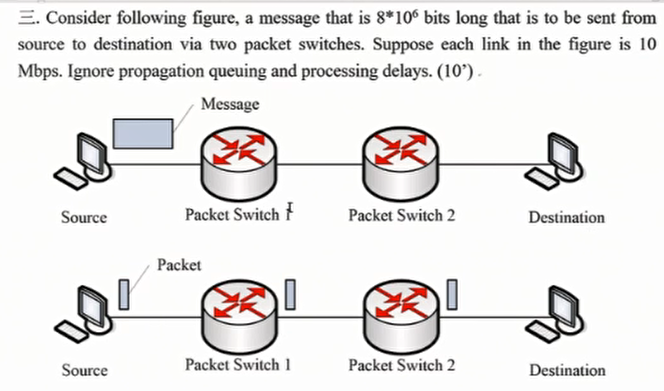 三. Consider following figure, a message that is 8*10⁶ bits long that is to be sent from
source to destination via two packet switches. Suppose each link in the figure is 10
Mbps. Ignore propagation queuing and processing delays. (10’)
Message
Source Packet Switch 1 Packet Switch 2 Destination
Packet
Source Packet Switch 1 Packet Switch 2 Destination